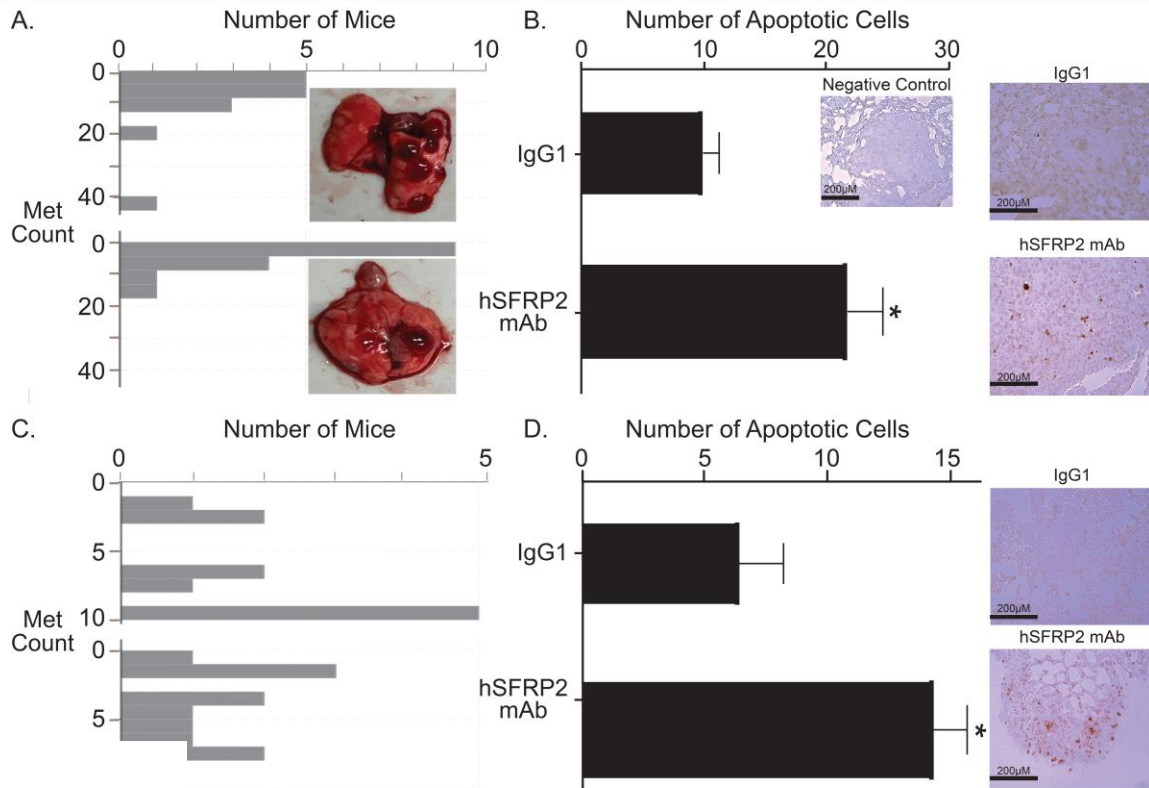 A.
Number of Mice
0 5 10
0
20
40
Met
Count
0
20
40
B.
Number of Apoptotic Cells
0 10 20 30
IgG1
hSFRP2
mAb
*
Negative Control
200µM
IgG1
200µM
hSFRP2 mAb
200µM
C.
Number of Mice
0 5
0
5
10
Met
Count
0
5
D.
Number of Apoptotic Cells
0 5 10 15
IgG1
hSFRP2
mAb
*
IgG1
200µM
hSFRP2 mAb
200µM